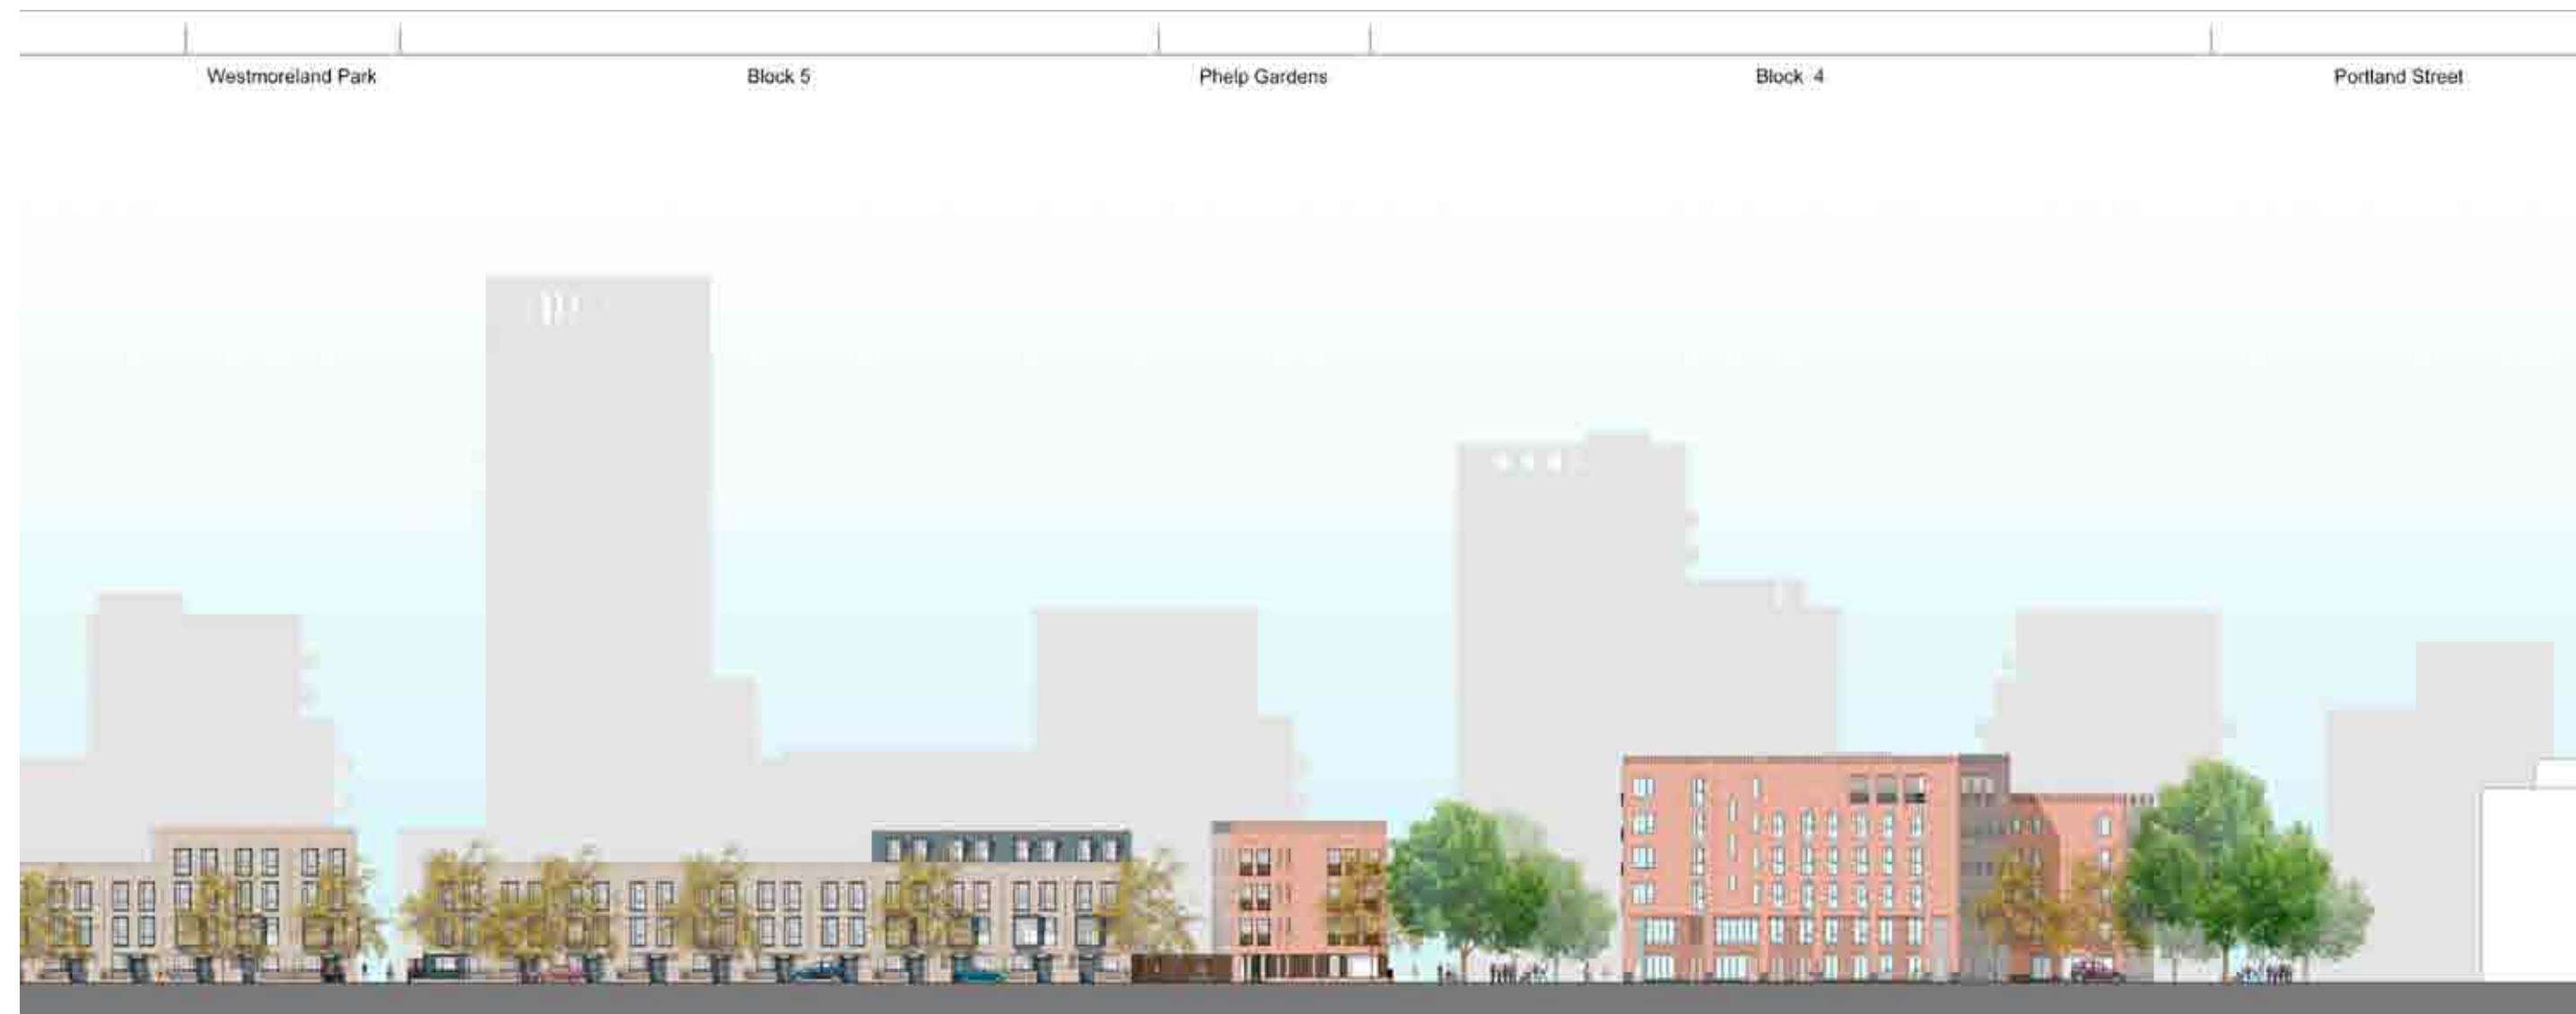 Westmoreland Park
Block 5
Phelp Gardens
Block 4
Portland Street